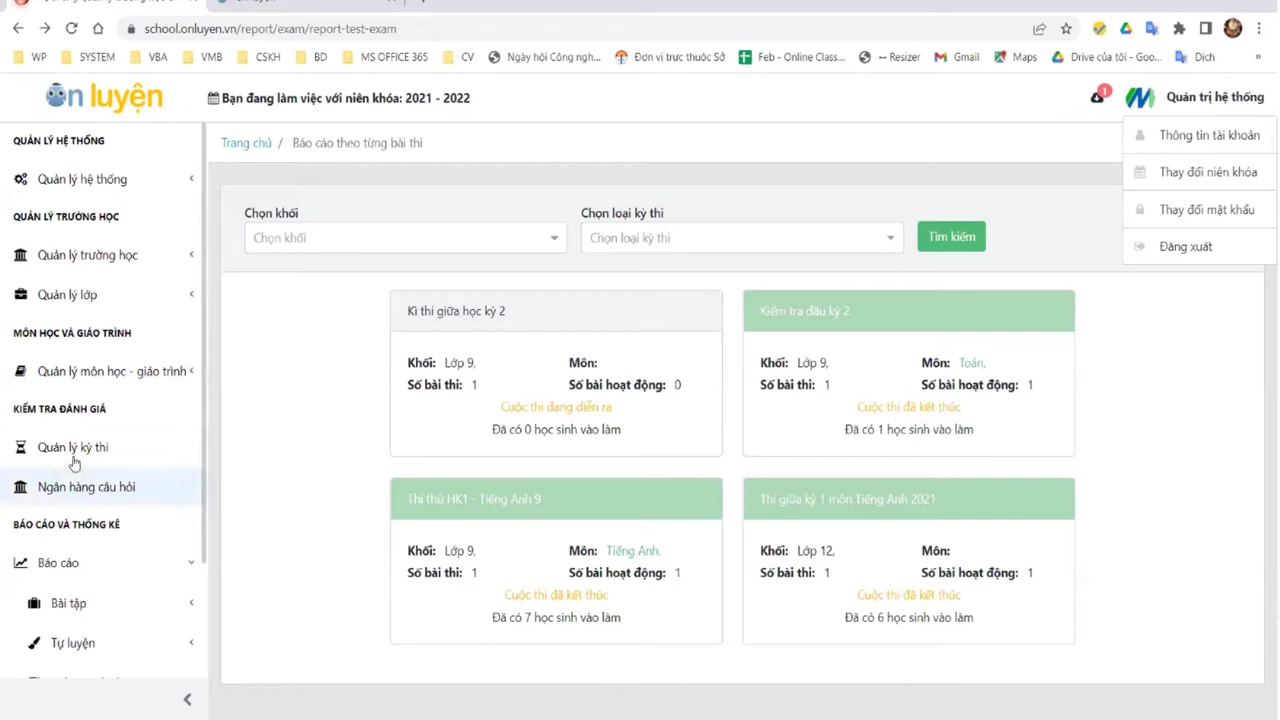 school.onluyen.vn/report/exam/report-test-exam
WP SYSTEM VBA VMB CSKH BD MS OFFICE 365 CV Ngày hội Công ngh... Đơn vị trực thuộc Sở Feb - Online Class... -- Resizer Gmail Maps Drive của tôi - Goo... Dịch »
Ôn luyện
Bạn đang làm việc với niên khóa: 2021 - 2022
1
Quản trị hệ thống
Thông tin tài khoản
Thay đổi niên khóa
Thay đổi mật khẩu
Đăng xuất
QUẢN LÝ HỆ THỐNG
Quản lý hệ thống
QUẢN LÝ TRƯỜNG HỌC
Quản lý trường học
Quản lý lớp
MÔN HỌC VÀ GIÁO TRÌNH
Quản lý môn học - giáo trình
KIỂM TRA ĐÁNH GIÁ
Quản lý kỳ thi
Ngân hàng câu hỏi
BÁO CÁO VÀ THỐNG KÊ
Báo cáo
Bài tập
Tự luyện
Trang chủ / Báo cáo theo từng bài thi
Chọn khối Chọn loại kỳ thi
Chọn khối Chọn loại kỳ thi Tìm kiếm
Kì thi giữa học kỳ 2
Khối: Lớp 9, Môn:
Số bài thi: 1 Số bài hoạt động: 0
Cuộc thi đang diễn ra
Đã có 0 học sinh vào làm
Kiểm tra đầu kỳ 2
Khối: Lớp 9, Môn: Toán,
Số bài thi: 1 Số bài hoạt động: 1
Cuộc thi đã kết thúc
Đã có 1 học sinh vào làm
Thi thử HK1 - Tiếng Anh 9
Khối: Lớp 9, Môn: Tiếng Anh,
Số bài thi: 1 Số bài hoạt động: 1
Cuộc thi đã kết thúc
Đã có 7 học sinh vào làm
Thi giữa kỳ 1 môn Tiếng Anh 2021
Khối: Lớp 12, Môn:
Số bài thi: 1 Số bài hoạt động: 1
Cuộc thi đã kết thúc
Đã có 6 học sinh vào làm